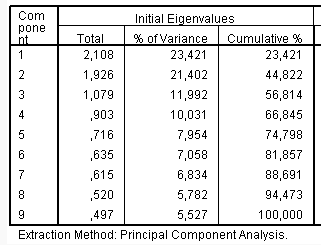 Com
pone
nt
Initial Eigenvalues
Total % of Variance Cumulative %
1 2,108 23,421 23,421
2 1,926 21,402 44,822
3 1,079 11,992 56,814
4 ,903 10,031 66,845
5 ,716 7,954 74,798
6 ,635 7,058 81,857
7 ,615 6,834 88,691
8 ,520 5,782 94,473
9 ,497 5,527 100,000
Extraction Method: Principal Component Analysis.